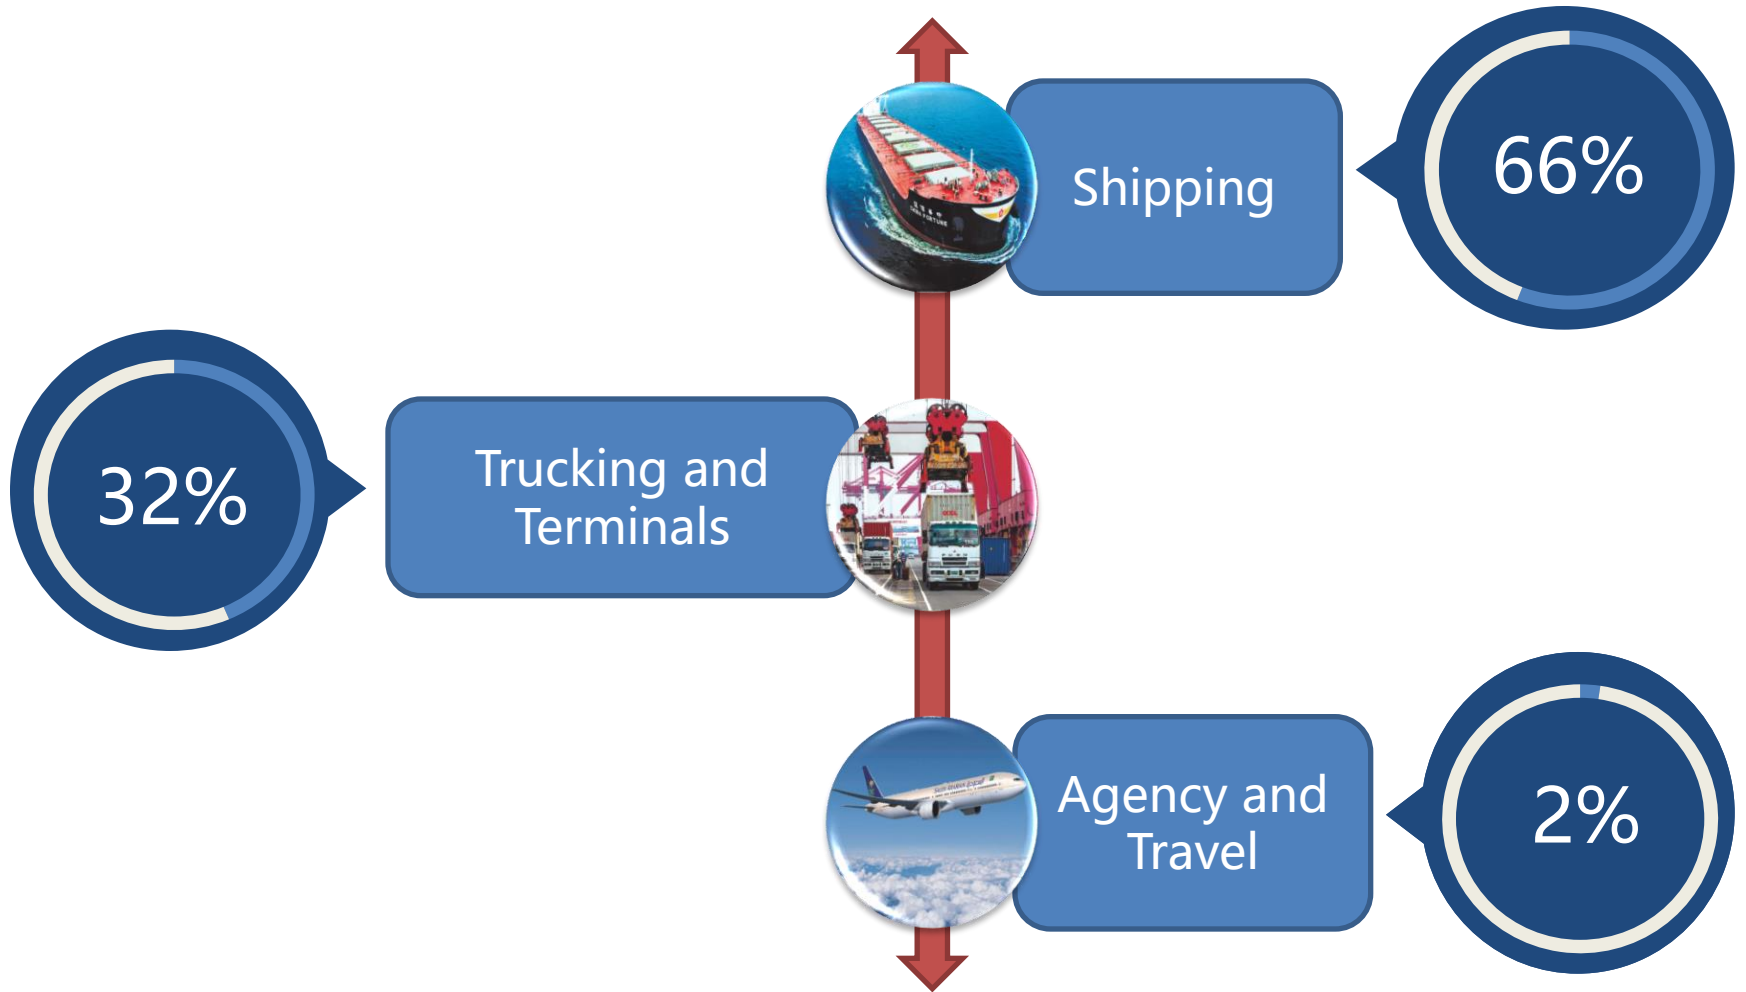 Shipping
66%
32%
Trucking and
Terminals
Agency and
Travel
2%